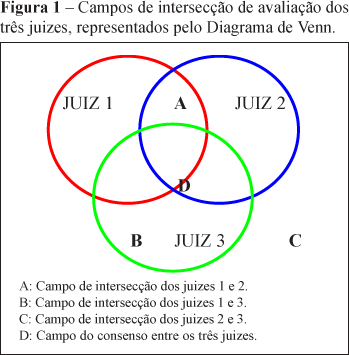 Figura 1 – Campos de intersecção de avaliação dos
três juizes, representados pelo Diagrama de Venn.
JUIZ 1 A JUIZ 2
D
B JUIZ 3 C
A: Campo de intersecção dos juizes 1 e 2.
B: Campo de intersecção dos juizes 1 e 3.
C: Campo de intersecção dos juizes 2 e 3.
D: Campo do consenso entre os três juizes.